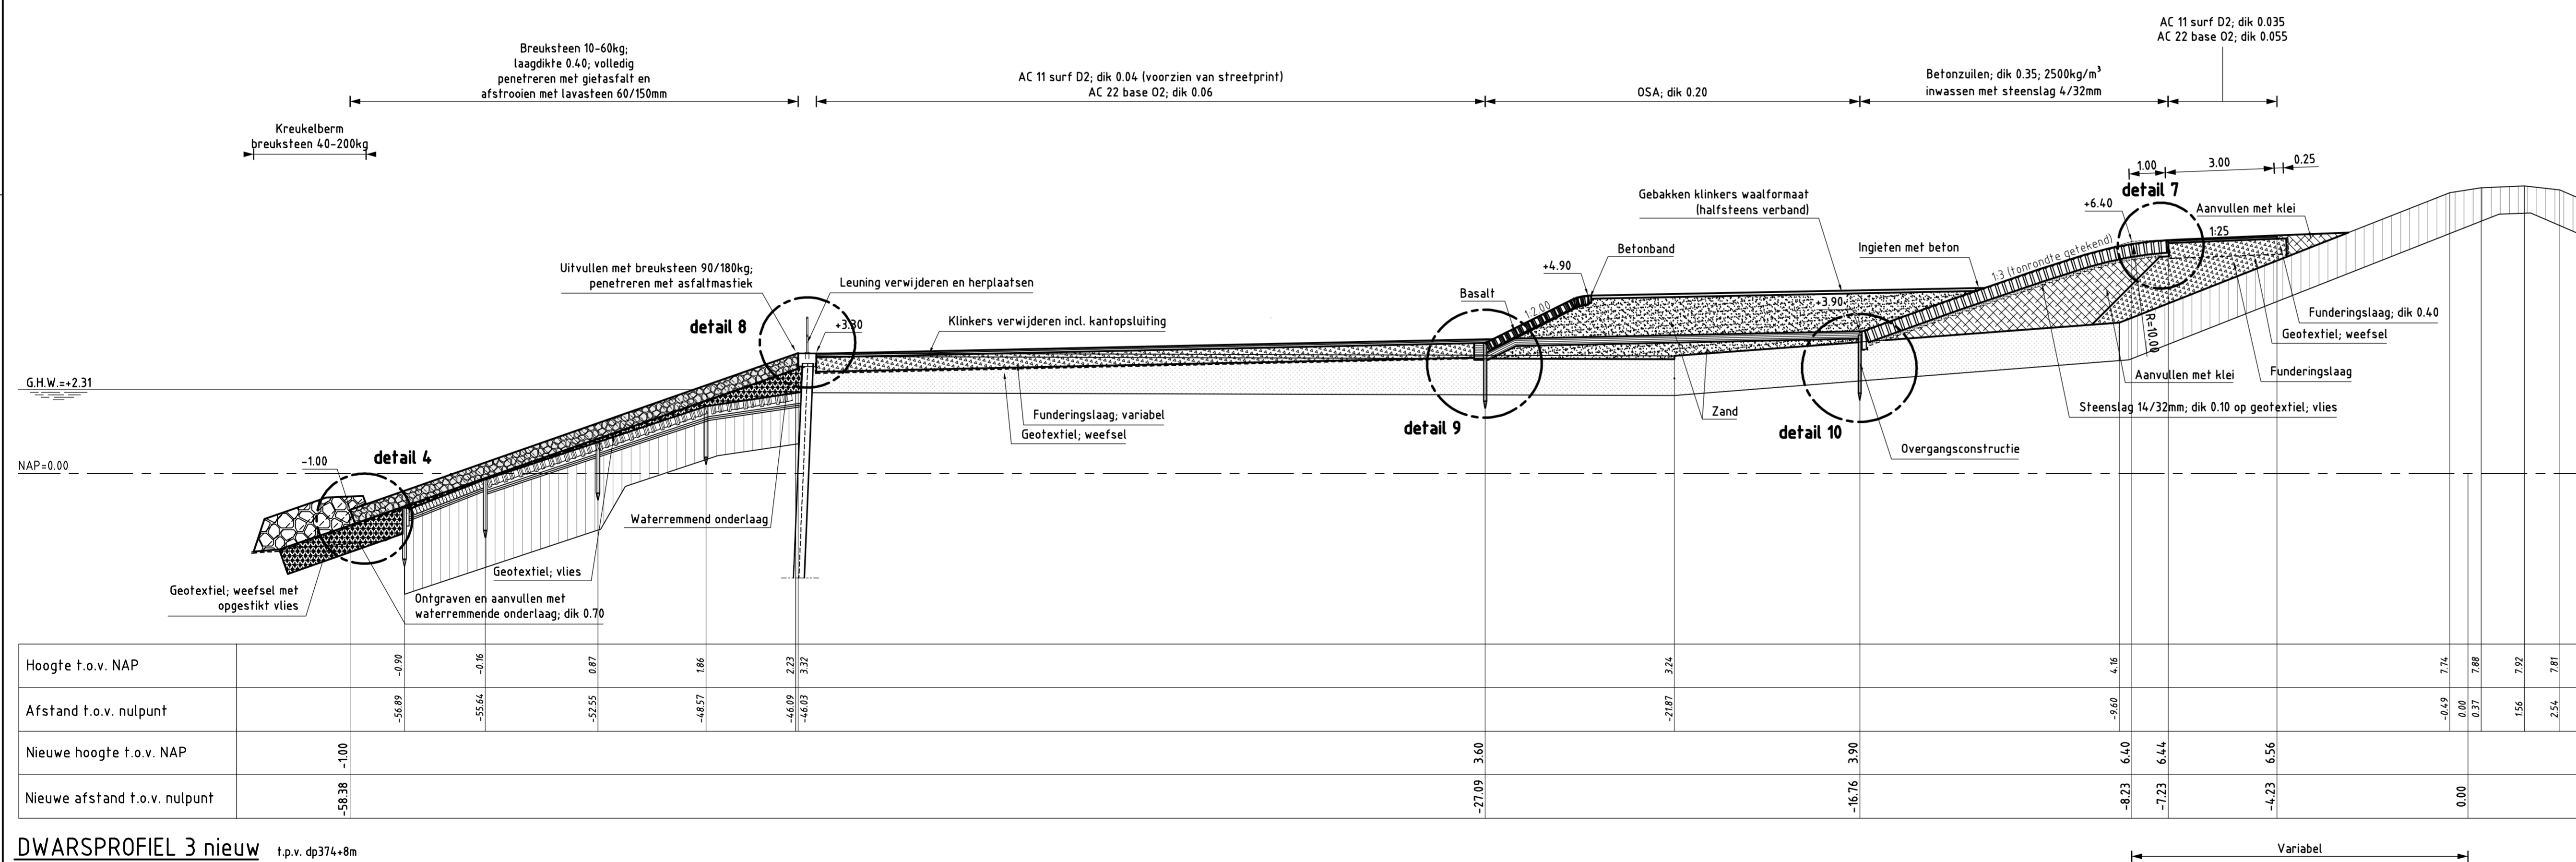 AC 11 surf D2; dik 0.035
AC 22 base O2; dik 0.055
Breuksteen 10-60kg;
laagdikte 0.40; volledig
penetreren met gietasfalt en
afstrooien met lavasteen 60/150mm
AC 11 surf D2; dik 0.04 (voorzien van streetprint)
AC 22 base O2; dik 0.06
OSA; dik 0.20
Betonzuilen; dik 0.35; 2500kg/m³
inwassen met steenslag 4/32mm
Kreukelberm
breuksteen 40-200kg
1.00
3.00
0.25
detail 7
Gebakken klinkers waalformaat
(halfsteens verband)
+6.40
Aanvullen met klei
1:25
Betonband
Ingieten met beton
1:3 (tonrondte getekend)
+4.90
Uitvullen met breuksteen 90/180kg;
penetreren met asfaltmastiek
Leuning verwijderen en herplaatsen
Basalt
1:2.00
+3.90
detail 8
+3.30
Klinkers verwijderen incl. kantopsluiting
Funderingslaag; dik 0.40
R=10.00
Geotextiel; weefsel
G.H.W.=+2.31
Funderingslaag
Aanvullen met klei
Funderingslaag; variabel
Zand
Steenslag 14/32mm; dik 0.10 op geotextiel; vlies
Geotextiel; weefsel
detail 9
detail 10
Overgangsconstructie
NAP=0.00
-1.00
detail 4
Waterremmend onderlaag
Geotextiel; vlies
Geotextiel; weefsel met
opgestikt vlies
Ontgraven en aanvullen met
waterremmende onderlaag; dik 0.70
Hoogte t.o.v. NAP
-0.90
-0.16
0.87
1.86
2.23
3.32
3.24
4.16
7.74
7.88
7.92
7.81
Afstand t.o.v. nulpunt
-56.89
-55.64
-52.55
-48.57
-46.09
-46.03
-21.87
-9.60
-0.49
0.00
0.37
1.56
2.54
Nieuwe hoogte t.o.v. NAP
-1.00
3.60
3.90
6.40
6.44
6.56
Nieuwe afstand t.o.v. nulpunt
-58.38
-27.09
-16.76
-8.23
-7.23
-4.23
0.00
DWARSPROFIEL 3 nieuw t.p.v. dp374+8m
Variabel